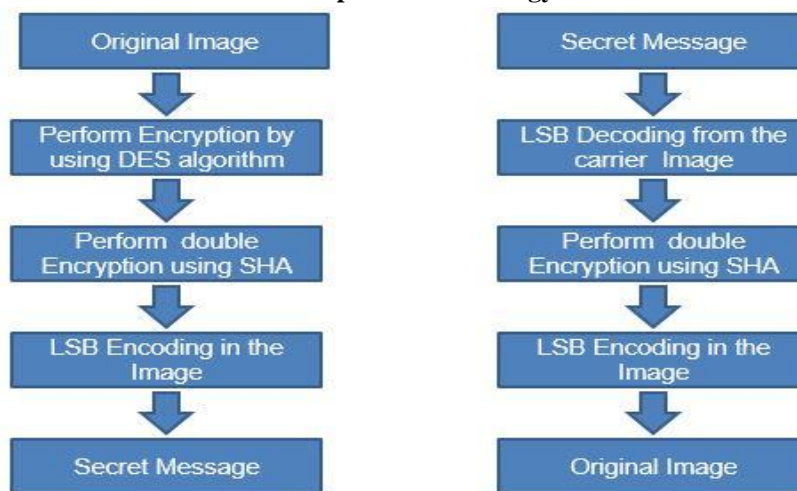 Original Image
Perform Encryption by
using DES algorithm
Perform double
Encryption using SHA
LSB Encoding in the
Image
Secret Message
Secret Message
LSB Decoding from the
carrier Image
Perform double
Encryption using SHA
LSB Encoding in the
Image
Original Image